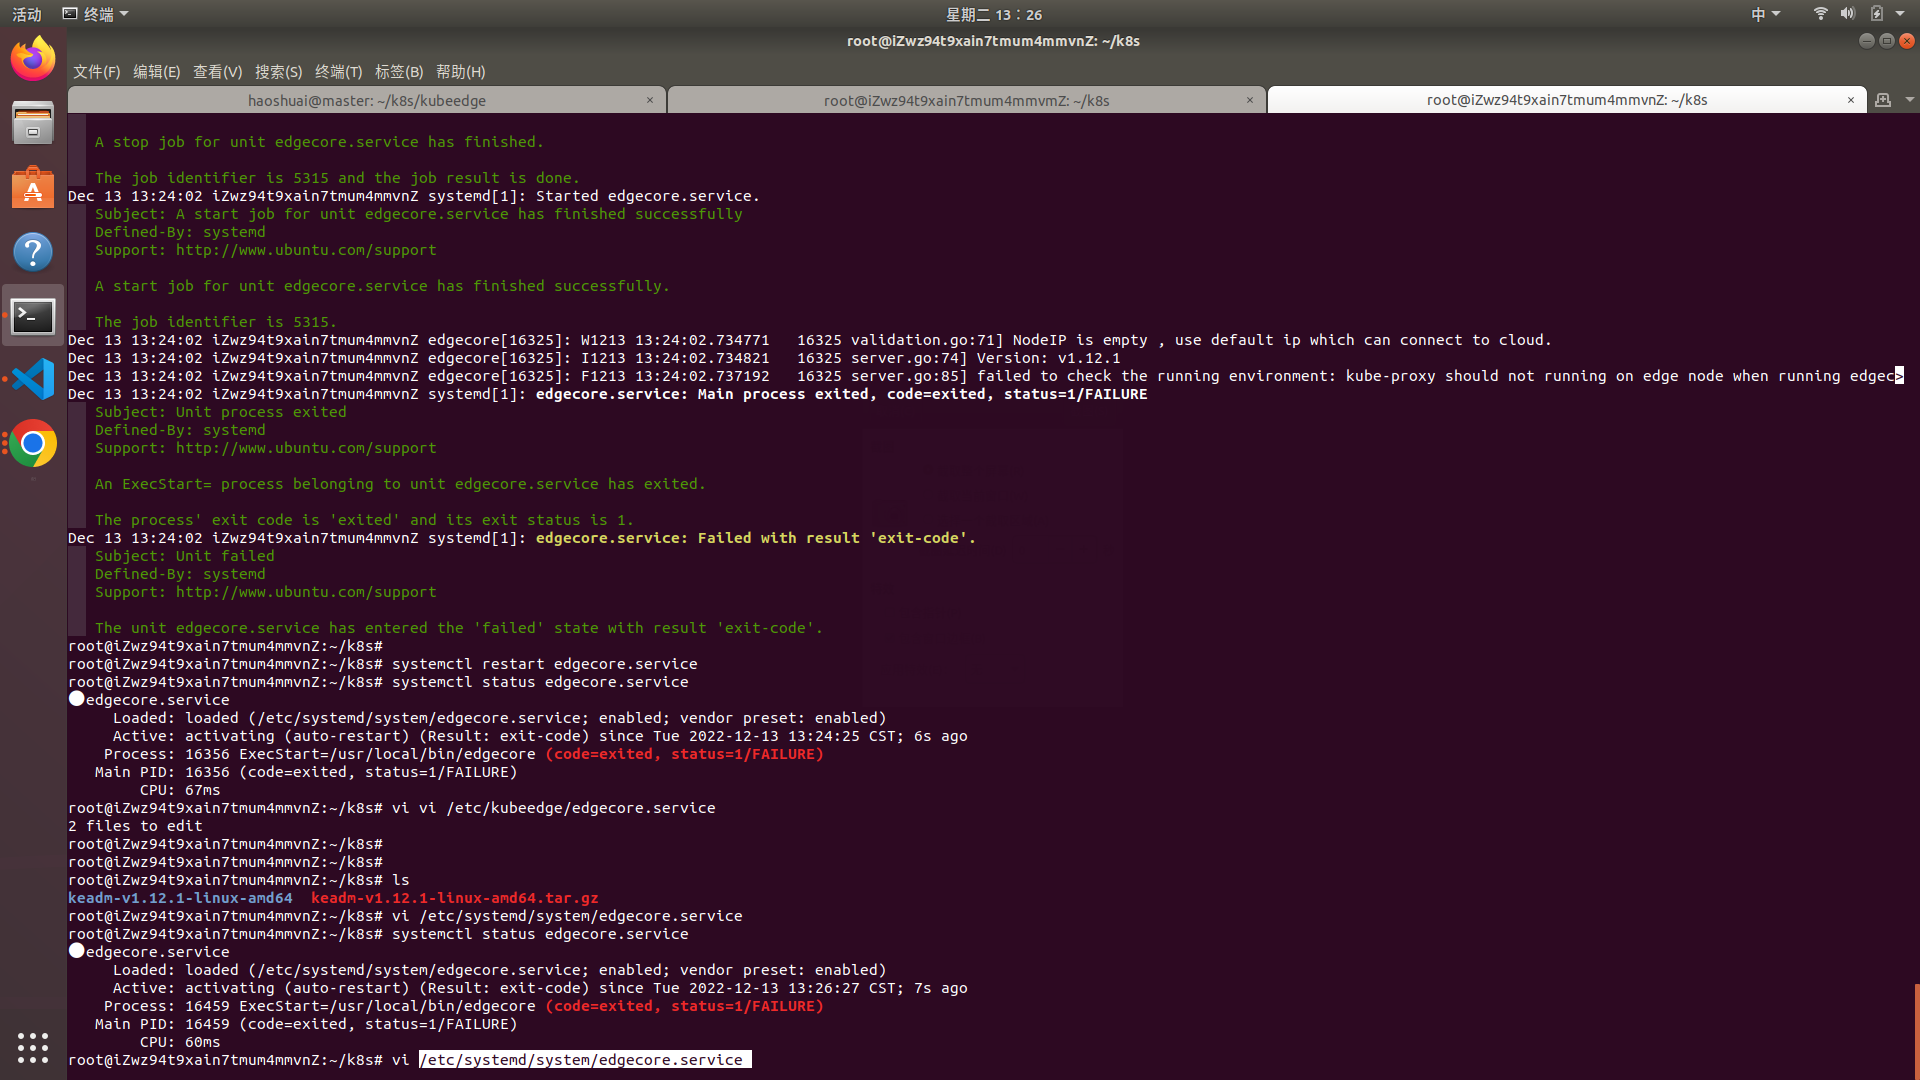 活动
终端
星期二 13：26
中
root@iZwz94t9xain7tmum4mmvnZ: ~/k8s
文件(F) 编辑(E) 查看(V) 搜索(S) 终端(T) 标签(B) 帮助(H)
haoshuai@master: ~/k8s/kubeedge × root@iZwz94t9xain7tmum4mmvmZ: ~/k8s × root@iZwz94t9xain7tmum4mmvnZ: ~/k8s ×
A stop job for unit edgecore.service has finished.
The job identifier is 5315 and the job result is done.
Dec 13 13:24:02 iZwz94t9xain7tmum4mmvnZ systemd[1]: Started edgecore.service.
Subject: A start job for unit edgecore.service has finished successfully
Defined-By: systemd
Support: http://www.ubuntu.com/support
A start job for unit edgecore.service has finished successfully.
The job identifier is 5315.
Dec 13 13:24:02 iZwz94t9xain7tmum4mmvnZ edgecore[16325]: W1213 13:24:02.734771   16325 validation.go:71] NodeIP is empty , use default ip which can connect to cloud.
Dec 13 13:24:02 iZwz94t9xain7tmum4mmvnZ edgecore[16325]: I1213 13:24:02.734821   16325 server.go:74] Version: v1.12.1
Dec 13 13:24:02 iZwz94t9xain7tmum4mmvnZ edgecore[16325]: F1213 13:24:02.737192   16325 server.go:85] failed to check the running environment: kube-proxy should not running on edge node when running edgec>
Dec 13 13:24:02 iZwz94t9xain7tmum4mmvnZ systemd[1]: edgecore.service: Main process exited, code=exited, status=1/FAILURE
Subject: Unit process exited
Defined-By: systemd
Support: http://www.ubuntu.com/support
An ExecStart= process belonging to unit edgecore.service has exited.
The process' exit code is 'exited' and its exit status is 1.
Dec 13 13:24:02 iZwz94t9xain7tmum4mmvnZ systemd[1]: edgecore.service: Failed with result 'exit-code'.
Subject: Unit failed
Defined-By: systemd
Support: http://www.ubuntu.com/support
The unit edgecore.service has entered the 'failed' state with result 'exit-code'.
root@iZwz94t9xain7tmum4mmvnZ:~/k8s#
root@iZwz94t9xain7tmum4mmvnZ:~/k8s# systemctl restart edgecore.service
root@iZwz94t9xain7tmum4mmvnZ:~/k8s# systemctl status edgecore.service
●edgecore.service
Loaded: loaded (/etc/systemd/system/edgecore.service; enabled; vendor preset: enabled)
Active: activating (auto-restart) (Result: exit-code) since Tue 2022-12-13 13:24:25 CST; 6s ago
Process: 16356 ExecStart=/usr/local/bin/edgecore (code=exited, status=1/FAILURE)
Main PID: 16356 (code=exited, status=1/FAILURE)
CPU: 67ms
root@iZwz94t9xain7tmum4mmvnZ:~/k8s# vi vi /etc/kubeedge/edgecore.service
2 files to edit
root@iZwz94t9xain7tmum4mmvnZ:~/k8s#
root@iZwz94t9xain7tmum4mmvnZ:~/k8s#
root@iZwz94t9xain7tmum4mmvnZ:~/k8s# ls
keadm-v1.12.1-linux-amd64  keadm-v1.12.1-linux-amd64.tar.gz
root@iZwz94t9xain7tmum4mmvnZ:~/k8s# vi /etc/systemd/system/edgecore.service
root@iZwz94t9xain7tmum4mmvnZ:~/k8s# systemctl status edgecore.service
●edgecore.service
Loaded: loaded (/etc/systemd/system/edgecore.service; enabled; vendor preset: enabled)
Active: activating (auto-restart) (Result: exit-code) since Tue 2022-12-13 13:26:27 CST; 7s ago
Process: 16459 ExecStart=/usr/local/bin/edgecore (code=exited, status=1/FAILURE)
Main PID: 16459 (code=exited, status=1/FAILURE)
CPU: 60ms
root@iZwz94t9xain7tmum4mmvnZ:~/k8s# vi /etc/systemd/system/edgecore.service